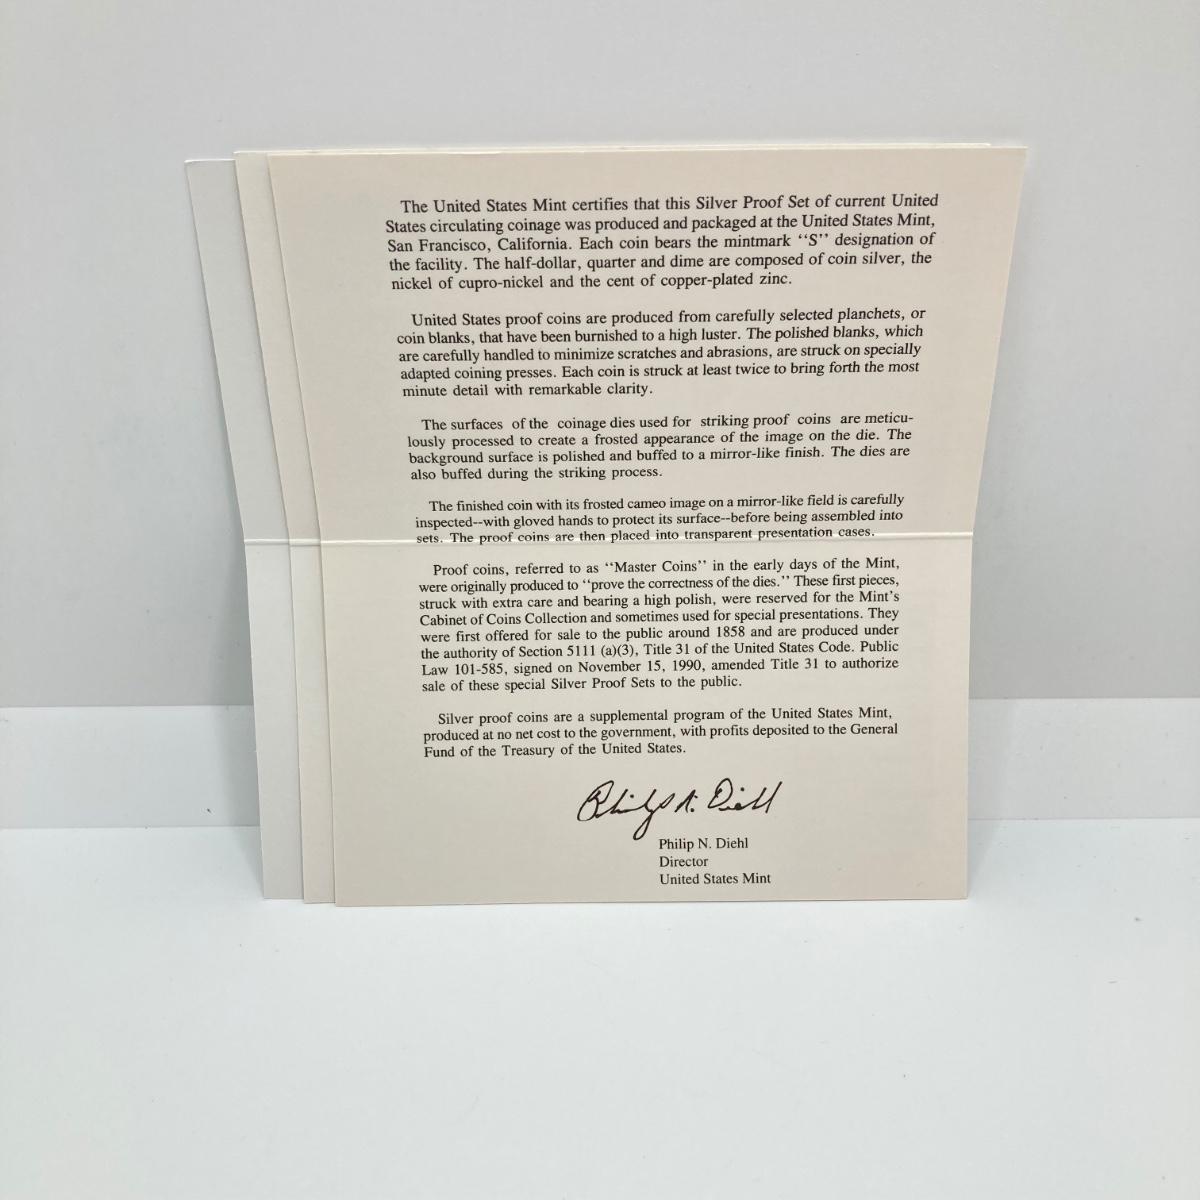 The United States Mint certifies that this Silver Proof Set of current United
States circulating coinage was produced and packaged at the United States Mint,
San Francisco, California. Each coin bears the mintmark ‘‘S’’ designation of
the facility. The half-dollar, quarter and dime are composed of coin silver, the
nickel of cupro-nickel and the cent of copper-plated zinc.
United States proof coins are produced from carefully selected planchets, or
coin blanks, that have been burnished to a high luster. The polished blanks, which
are carefully handled to minimize scratches and abrasions, are struck on specially
adapted coining presses. Each coin is struck at least twice to bring forth the most
minute detail with remarkable clarity.
The surfaces of the coinage dies used for striking proof coins are meticu-
lously processed to create a frosted appearance of the image on the die. The
background surface is polished and buffed to a mirror-like finish. The dies are
also buffed during the striking process.
The finished coin with its frosted cameo image on a mirror-like field is carefully
inspected--with gloved hands to protect its surface--before being assembled into
sets. The proof coins are then placed into transparent presentation cases.
Proof coins, referred to as ‘‘Master Coins’’ in the early days of the Mint,
were originally produced to ‘‘prove the correctness of the dies.’’ These first pieces,
struck with extra care and bearing a high polish, were reserved for the Mint’s
Cabinet of Coins Collection and sometimes used for special presentations. They
were first offered for sale to the public around 1858 and are produced under
the authority of Section 5111 (a)(3), Title 31 of the United States Code. Public
Law 101-585, signed on November 15, 1990, amended Title 31 to authorize
sale of these special Silver Proof Sets to the public.
Silver proof coins are a supplemental program of the United States Mint,
produced at no net cost to the government, with profits deposited to the General
Fund of the Treasury of the United States.
Philip N. Diehl
Philip N. Diehl
Director
United States Mint